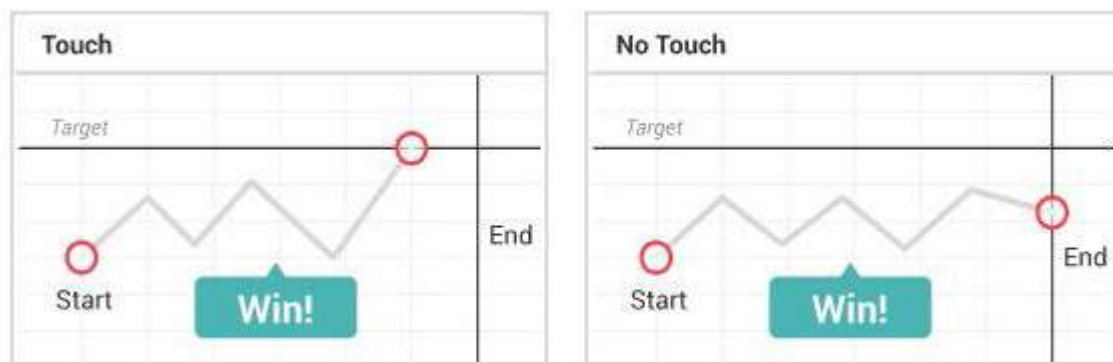 Touch
Target
Start
Win!
End
No Touch
Target
Start
Win!
End